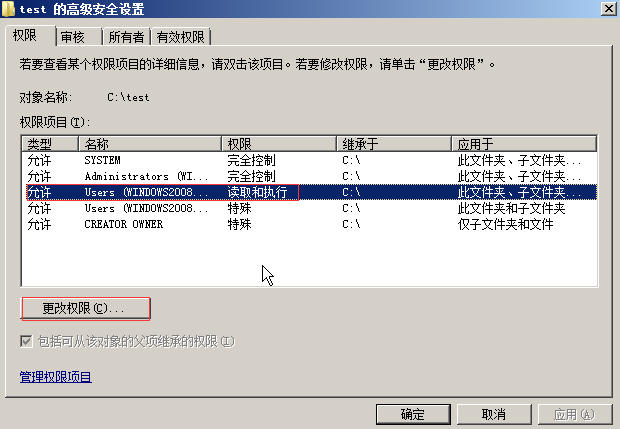 test 的高级安全设置
权限 审核 所有者 有效权限
若要查看某个权限项目的详细信息，请双击该项目。若要修改权限，请单击“更改权限”。
对象名称: C:\test
权限项目(T):
类型 名称 权限 继承于 应用于
允许 SYSTEM 完全控制 C:\ 此文件夹、子文件夹...
允许 Administrators (WI... 完全控制 C:\ 此文件夹、子文件夹...
允许 Users (WINDOWS2008... 读取和执行 C:\ 此文件夹、子文件夹...
允许 Users (WINDOWS2008... 特殊 C:\ 此文件夹和子文件夹
允许 CREATOR OWNER 特殊 C:\ 仅子文件夹和文件
更改权限(C)...
包括可从该对象的父项继承的权限(I)
管理权限项目
确定 取消 应用(A)